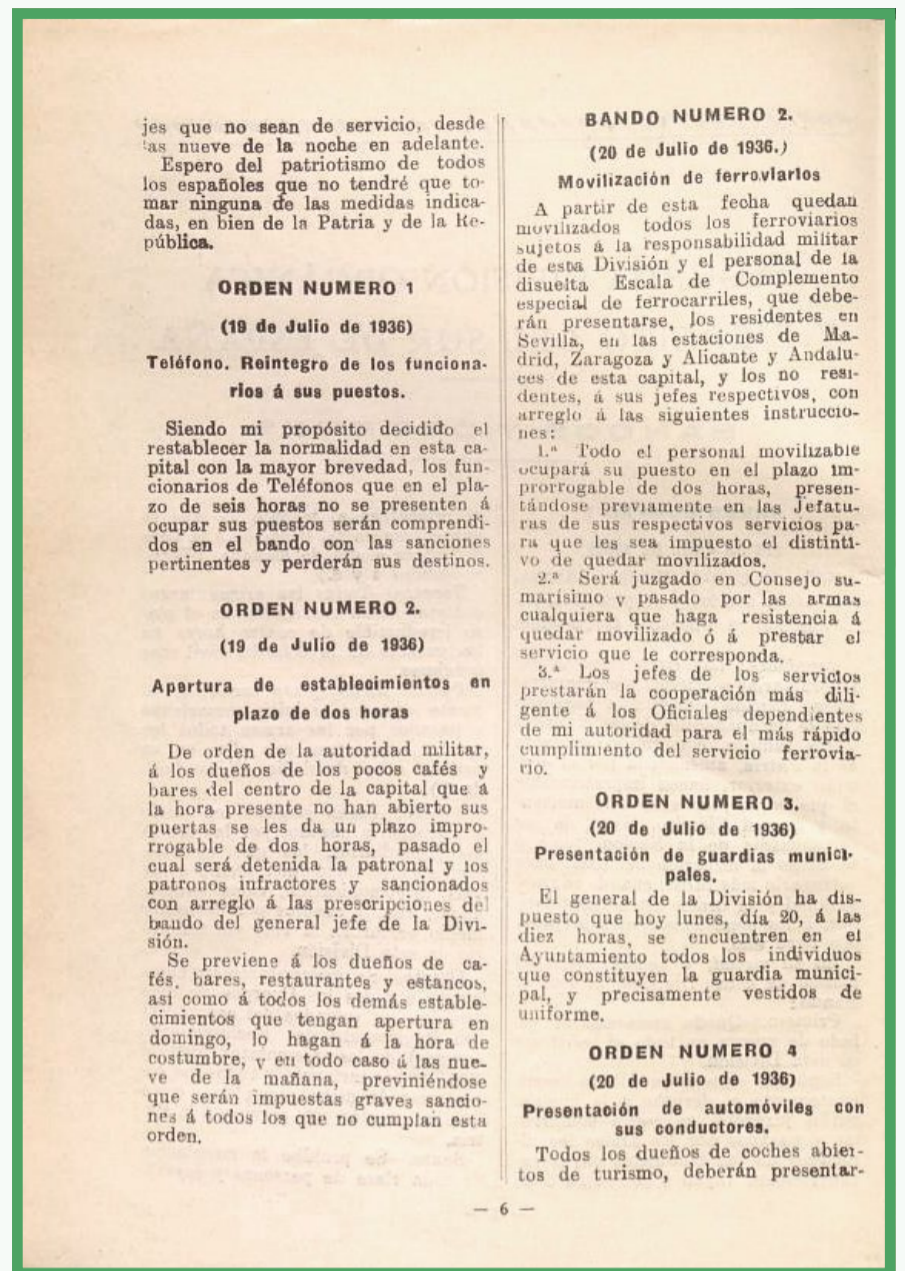 jes que no sean de servicio, desde
las nueve de la noche en adelante.
Espero del patriotismo de todos
los españoles que no tendré que to-
mar ninguna de las medidas indica-
das, en bien de la Patria y de la Re-
pública.
ORDEN NUMERO 1
(19 de Julio de 1936)
Teléfono. Reintegro de los funciona-
rios á sus puestos.
Siendo mi propósito decidido el
restablecer la normalidad en esta ca-
pital con la mayor brevedad, los fun-
cionarios de Teléfonos que en el pla-
zo de seis horas no se presenten á
ocupar sus puestos serán comprendi-
dos en el bando con las sanciones
pertinentes y perderán sus destinos.
ORDEN NUMERO 2.
(19 de Julio de 1936)
Apertura de establecimientos en
plazo de dos horas
De orden de la autoridad militar,
á los dueños de los pocos cafés y
bares del centro de la capital que á
la hora presente no han abierto sus
puertas se les da un plazo impro-
rrogable de dos horas, pasado el
cual será detenida la patronal y los
patronos infractores y sancionados
con arreglo á las prescripciones del
bando del general jefe de la Divi-
sión.
Se previene á los dueños de ca-
fés, bares, restaurantes y estancos,
así como á todos los demás estable-
cimientos que tengan apertura en
domingo, lo hagan á la hora de
costumbre, y en todo caso á las nue-
ve de la mañana, previniéndose
que serán impuestas graves sancio-
nes á todos los que no cumplan esta
orden.
BANDO NUMERO 2.
(20 de Julio de 1936.)
Movilización de ferroviarios
A partir de esta fecha quedan
movilizados todos los ferroviarios
sujetos á la responsabilidad militar
de esta División y el personal de la
disuelta Escala de Complemento
especial de ferrocarriles, que debe-
rán presentarse, los residentes en
Sevilla, en las estaciones de Ma-
drid, Zaragoza y Alicante y Andalu-
ces de esta capital, y los no resi-
dentes, á sus jefes respectivos, con
arreglo á las siguientes instruccio-
nes:
1.ª Todo el personal movilizable
ocupará su puesto en el plazo im-
prorrogable de dos horas, presen-
tándose previamente en las Jefatu-
ras de sus respectivos servicios pa-
ra que les sea impuesto el distinti-
vo de quedar movilizados.
2.ª Será juzgado en Consejo su-
marísimo y pasado por las armas
cualquiera que haga resistencia á
quedar movilizado ó á prestar el
servicio que le corresponda.
3.ª Los jefes de los servicios
prestarán la cooperación más dili-
gente á los Oficiales dependientes
de mi autoridad para el más rápido
cumplimiento del servicio ferrovia-
rio.
ORDEN NUMERO 3.
(20 de Julio de 1936)
Presentación de guardias munici-
pales.
El general de la División ha dis-
puesto que hoy lunes, día 20, á las
diez horas, se encuentren en el
Ayuntamiento todos los individuos
que constituyen la guardia munici-
pal, y precisamente vestidos de
uniforme.
ORDEN NUMERO 4
(20 de Julio de 1936)
Presentación de automóviles con
sus conductores.
Todos los dueños de coches abier-
tos de turismo, deberán presentar-
— 6 —